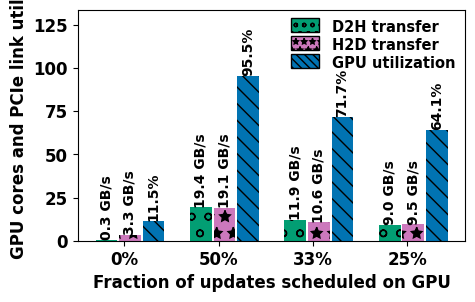 GPU cores and PCIe link util
125
100
75
50
25
0
D2H transfer
H2D transfer
GPU utilization
0.3 GB/s
3.3 GB/s
11.5%
19.4 GB/s
19.1 GB/s
95.5%
11.9 GB/s
10.6 GB/s
71.7%
9.0 GB/s
9.5 GB/s
64.1%
0%
50%
33%
25%
Fraction of updates scheduled on GPU